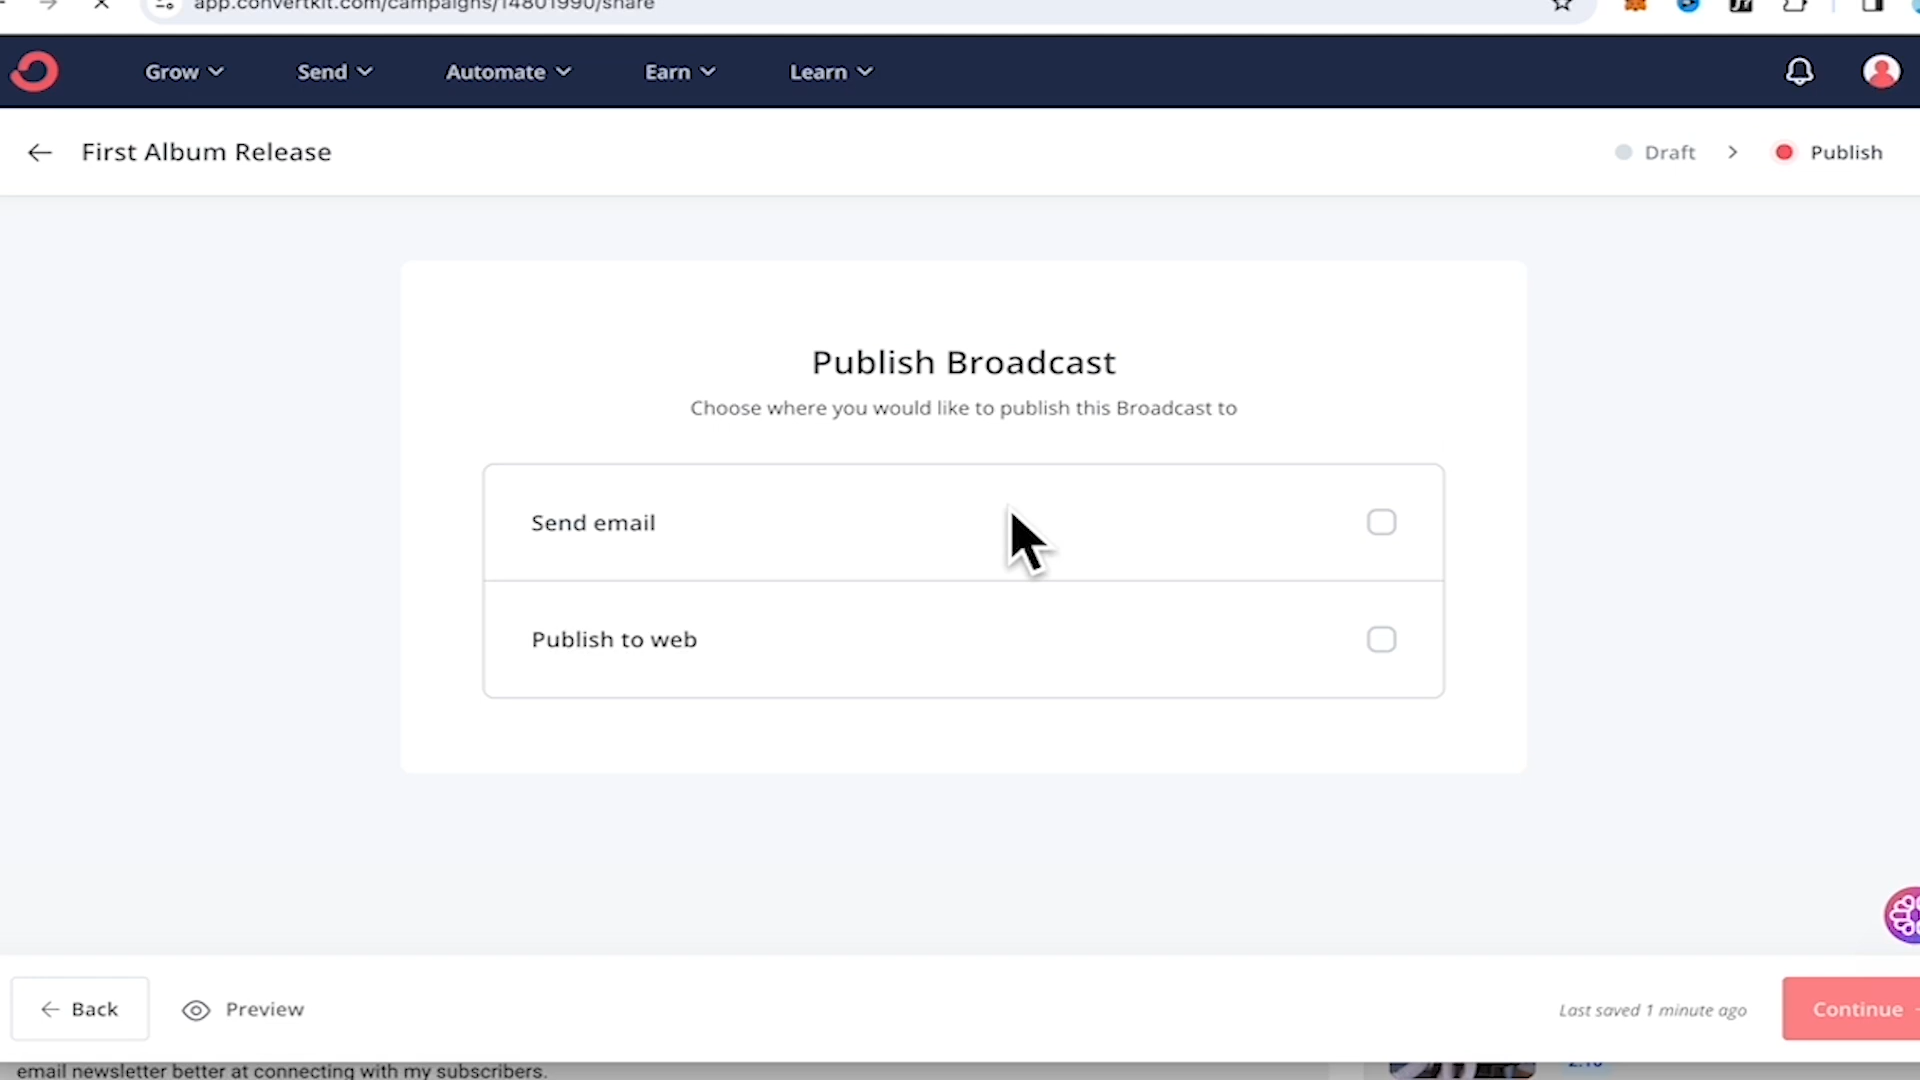 app.convertkit.com/campaigns/14801990/share
Grow
Send
Automate
Earn
Learn
First Album Release
Draft
Publish
Publish Broadcast
Choose where you would like to publish this Broadcast to
Send email
Publish to web
Back
Preview
Last saved 1 minute ago
Continue
email newsletter better at connecting with my subscribers.